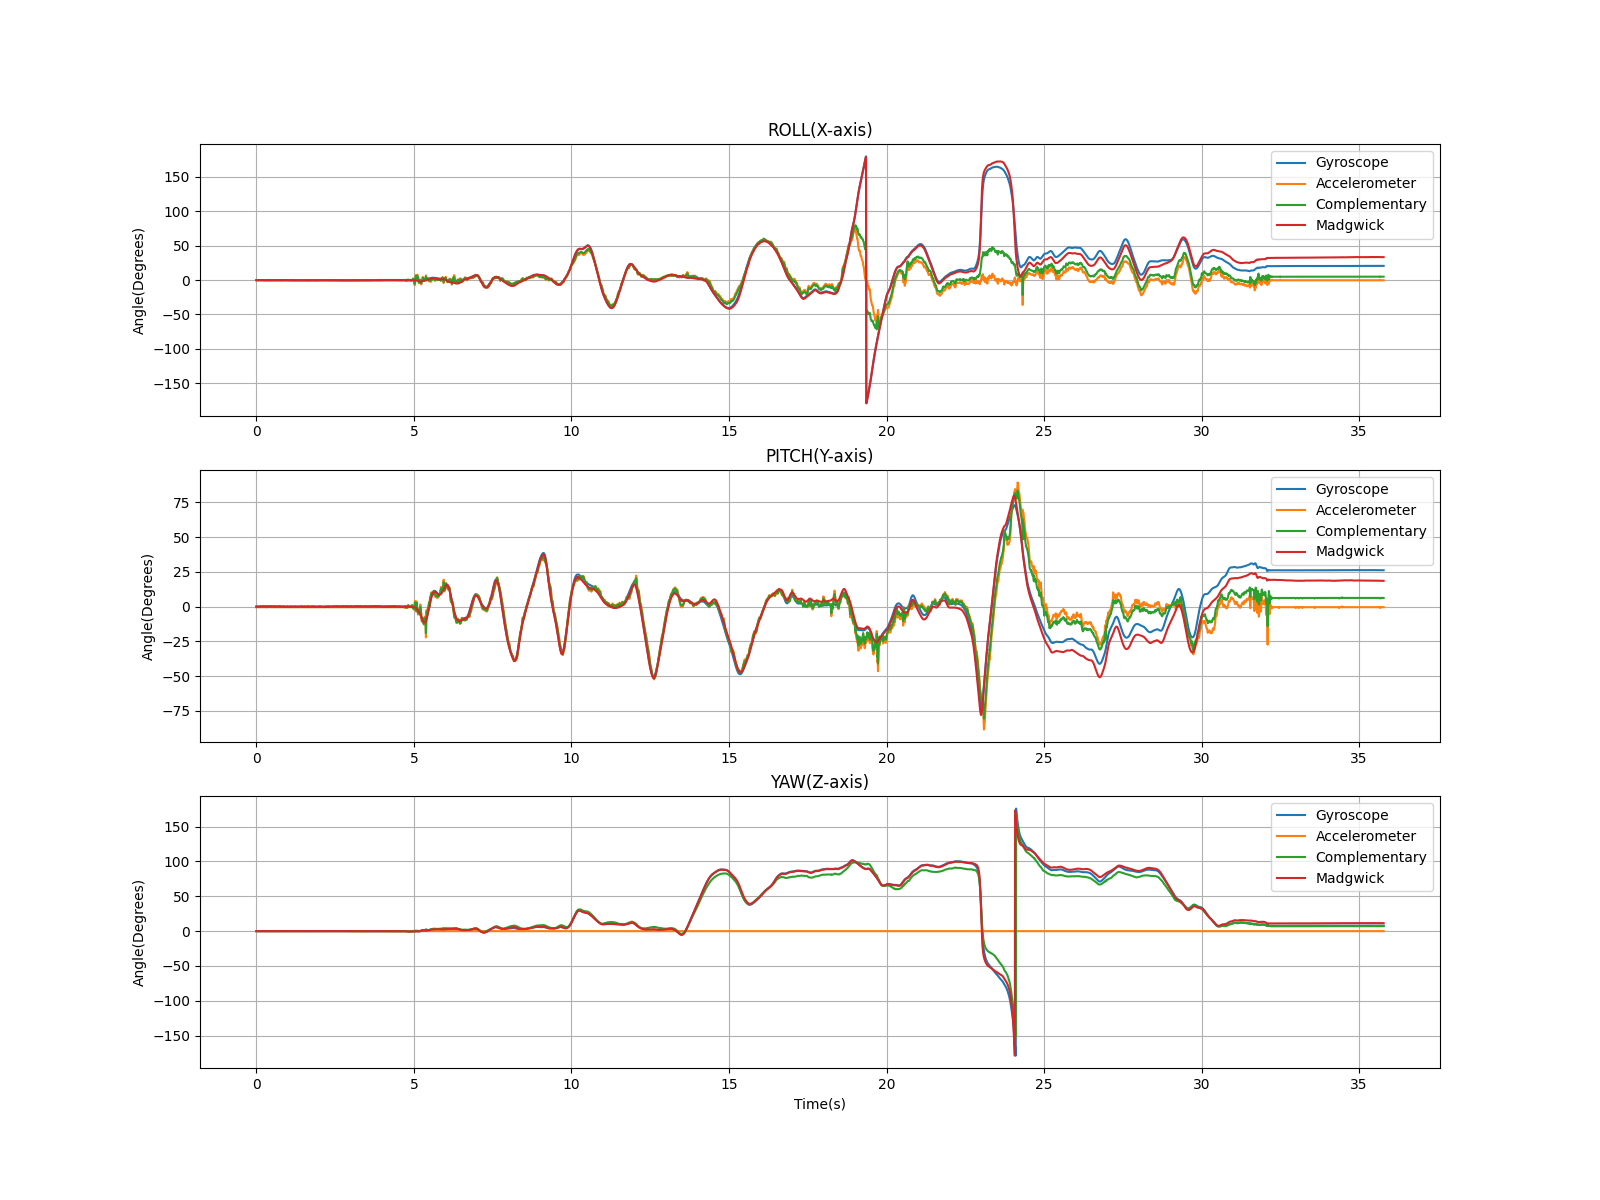 ROLL(X-axis)
Angle(Degrees)
150
100
50
0
−50
−100
−150
0 5 10 15 20 25 30 35
Gyroscope
Accelerometer
Complementary
Madgwick
PITCH(Y-axis)
Angle(Degrees)
75
50
25
0
−25
−50
−75
0 5 10 15 20 25 30 35
Gyroscope
Accelerometer
Complementary
Madgwick
YAW(Z-axis)
Angle(Degrees)
150
100
50
0
−50
−100
−150
0 5 10 15 20 25 30 35
Time(s)
Gyroscope
Accelerometer
Complementary
Madgwick